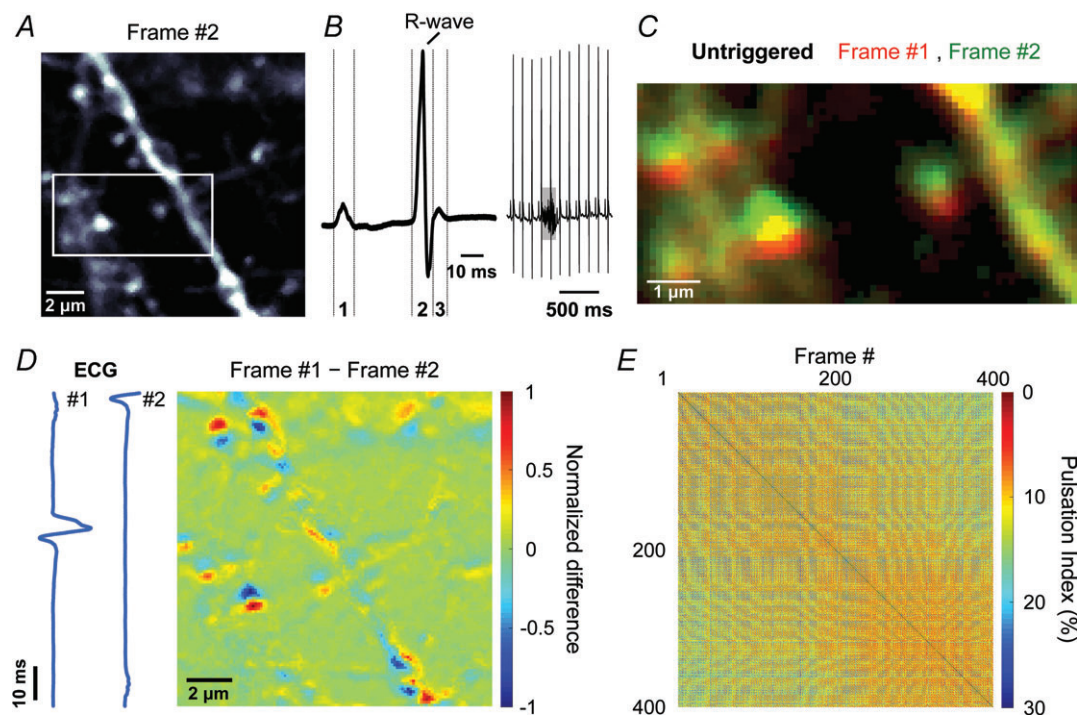 A
Frame #2
2 µm
B
R-wave
10 ms
1
2
3
500 ms
C
Untriggered Frame #1 , Frame #2
1 µm
D
ECG
#1
#2
10 ms
Frame #1 − Frame #2
2 µm
1
0.5
0
-0.5
-1
Normalized difference
E
Frame #
1
200
400
200
400
0
10
20
30
Pulsation Index (%)